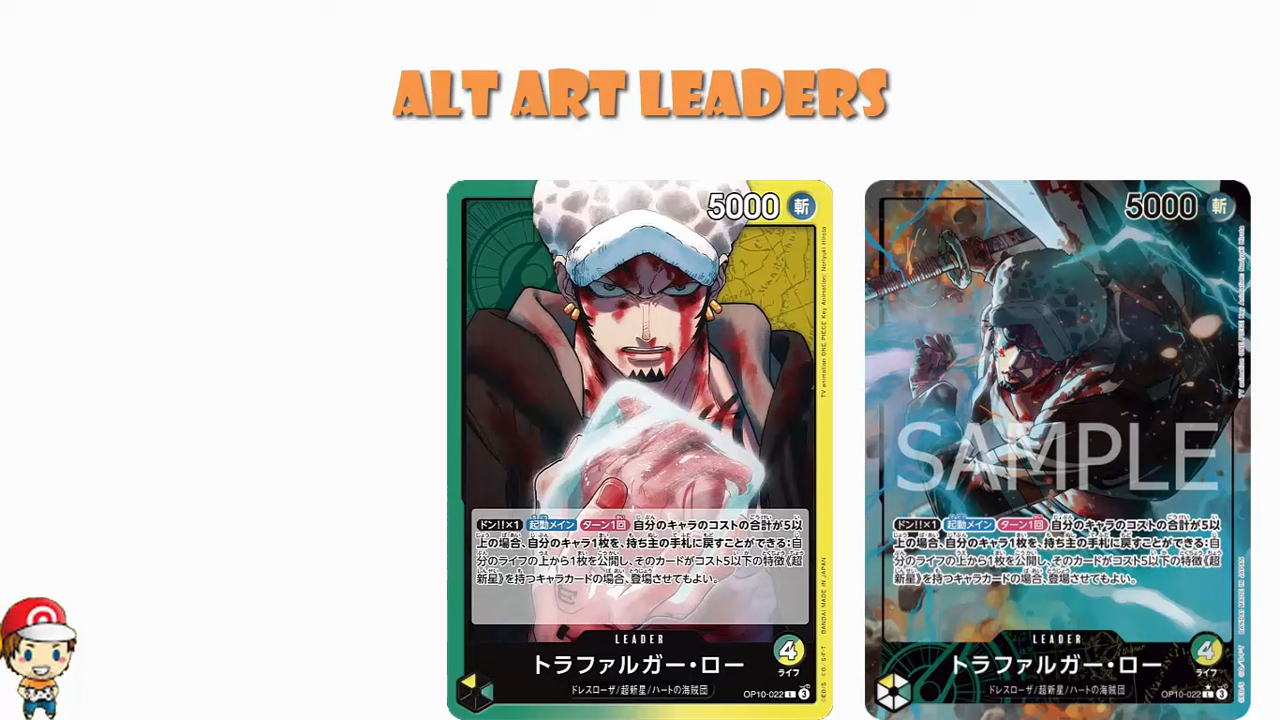 ALT ART LEADERS
5000 斬
TV animation ONE PIECE Key Animation: Noriyuki Hirota
ドン!!×1 起動メイン ターン1回 自分のキャラのコストの合計が5以
上の場合、自分のキャラ1枚を、持ち主の手札に戻すことができる:自
分のライフの上から1枚を公開し、そのカードがコスト5以下の特徴《超
新星》を持つキャラカードの場合、登場させてもよい。
BANDAI MADE IN JAPAN
LEADER
トラファルガー・ロー
4
ライフ
ドレスローザ/超新星/ハートの海賊団
OP10-022 L 3
5000 斬
SAMPLE
ドン!!×1 起動メイン ターン1回 自分のキャラのコストの合計が5以
上の場合、自分のキャラ1枚を、持ち主の手札に戻すことができる:自
分のライフの上から1枚を公開し、そのカードがコスト5以下の特徴《超
新星》を持つキャラカードの場合、登場させてもよい。
LEADER
トラファルガー・ロー
4
ライフ
ドレスローザ/超新星/ハートの海賊団
OP10-022 L 3